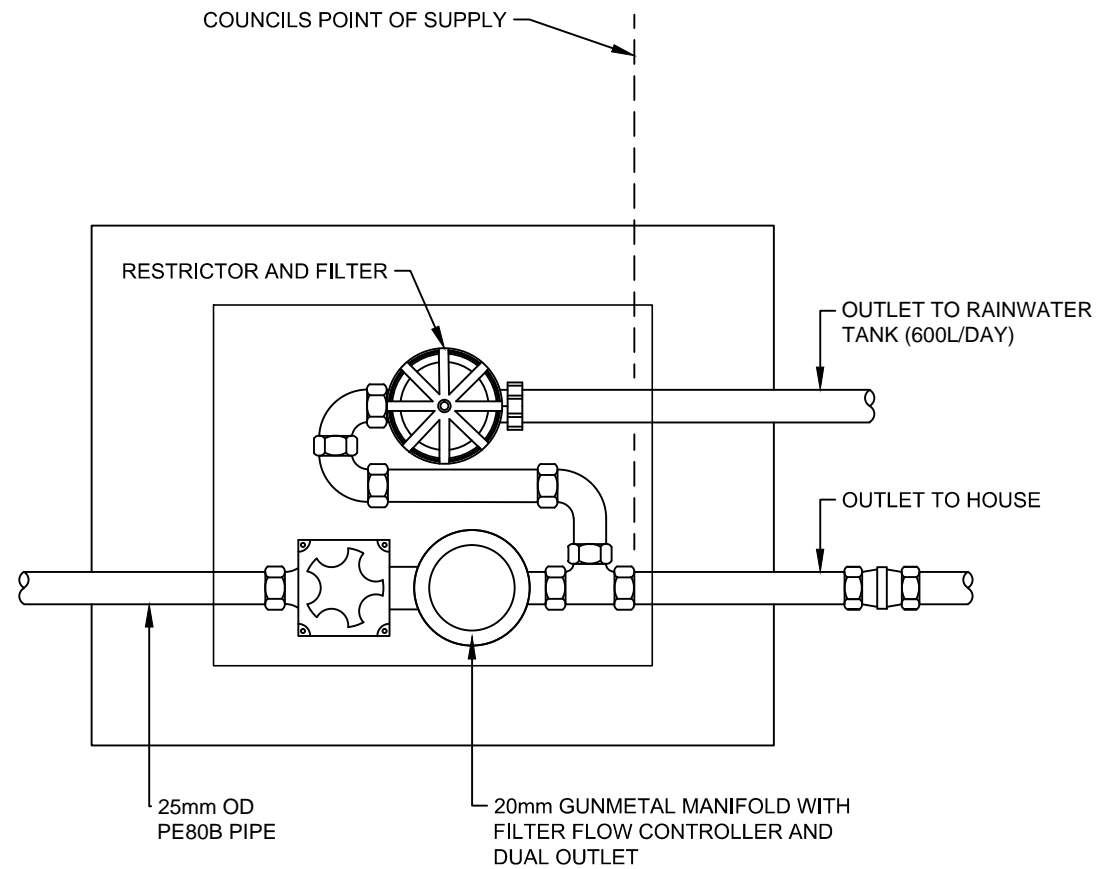 COUNCILS POINT OF SUPPLY
RESTRICTOR AND FILTER
OUTLET TO RAINWATER
TANK (600L/DAY)
OUTLET TO HOUSE
25mm OD
PE80B PIPE
20mm GUNMETAL MANIFOLD WITH
FILTER FLOW CONTROLLER AND
DUAL OUTLET